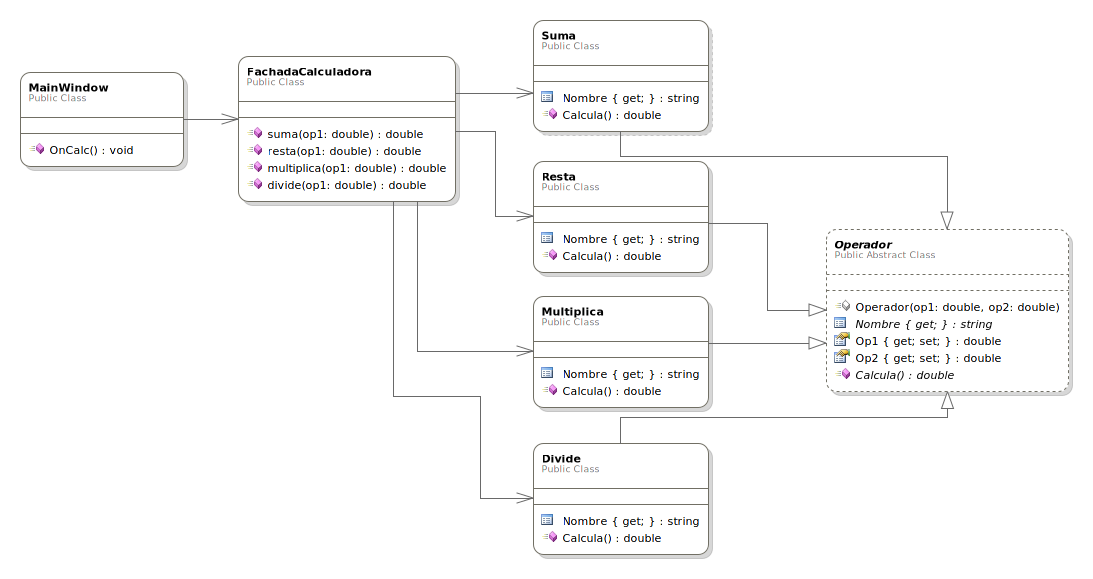 MainWindow
Public Class
OnCalc() : void
FachadaCalculadora
Public Class
suma(op1: double) : double
resta(op1: double) : double
multiplica(op1: double) : double
divide(op1: double) : double
Suma
Public Class
Nombre { get; } : string
Calcula() : double
Resta
Public Class
Nombre { get; } : string
Calcula() : double
Multiplica
Public Class
Nombre { get; } : string
Calcula() : double
Divide
Public Class
Nombre { get; } : string
Calcula() : double
Operador
Public Abstract Class
Operador(op1: double, op2: double)
Nombre { get; } : string
Op1 { get; set; } : double
Op2 { get; set; } : double
Calcula() : double